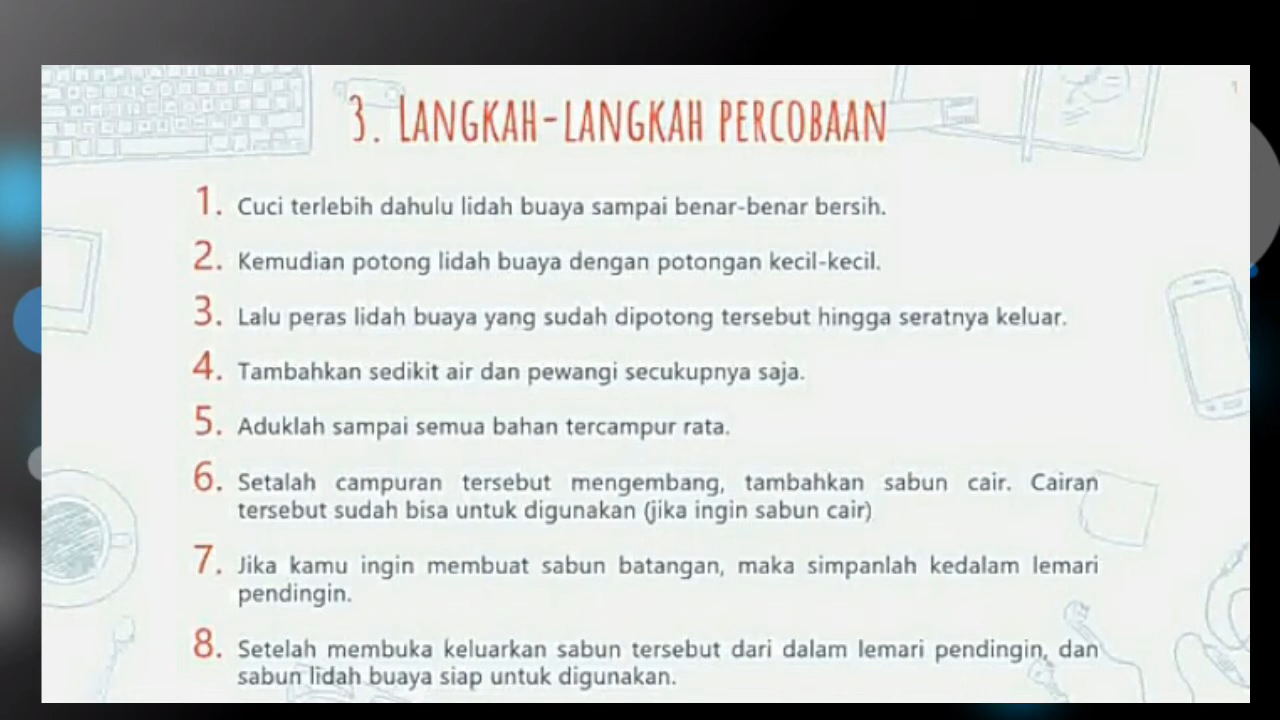 3. LANGKAH-LANGKAH PERCOBAAN
1. Cuci terlebih dahulu lidah buaya sampai benar-benar bersih.
2. Kemudian potong lidah buaya dengan potongan kecil-kecil.
3. Lalu peras lidah buaya yang sudah dipotong tersebut hingga seratnya keluar.
4. Tambahkan sedikit air dan pewangi secukupnya saja.
5. Aduklah sampai semua bahan tercampur rata.
6. Setalah campuran tersebut mengembang, tambahkan sabun cair. Cairan
tersebut sudah bisa untuk digunakan (jika ingin sabun cair)
7. Jika kamu ingin membuat sabun batangan, maka simpanlah kedalam lemari
pendingin.
8. Setelah membuka keluarkan sabun tersebut dari dalam lemari pendingin, dan
sabun lidah buaya siap untuk digunakan.